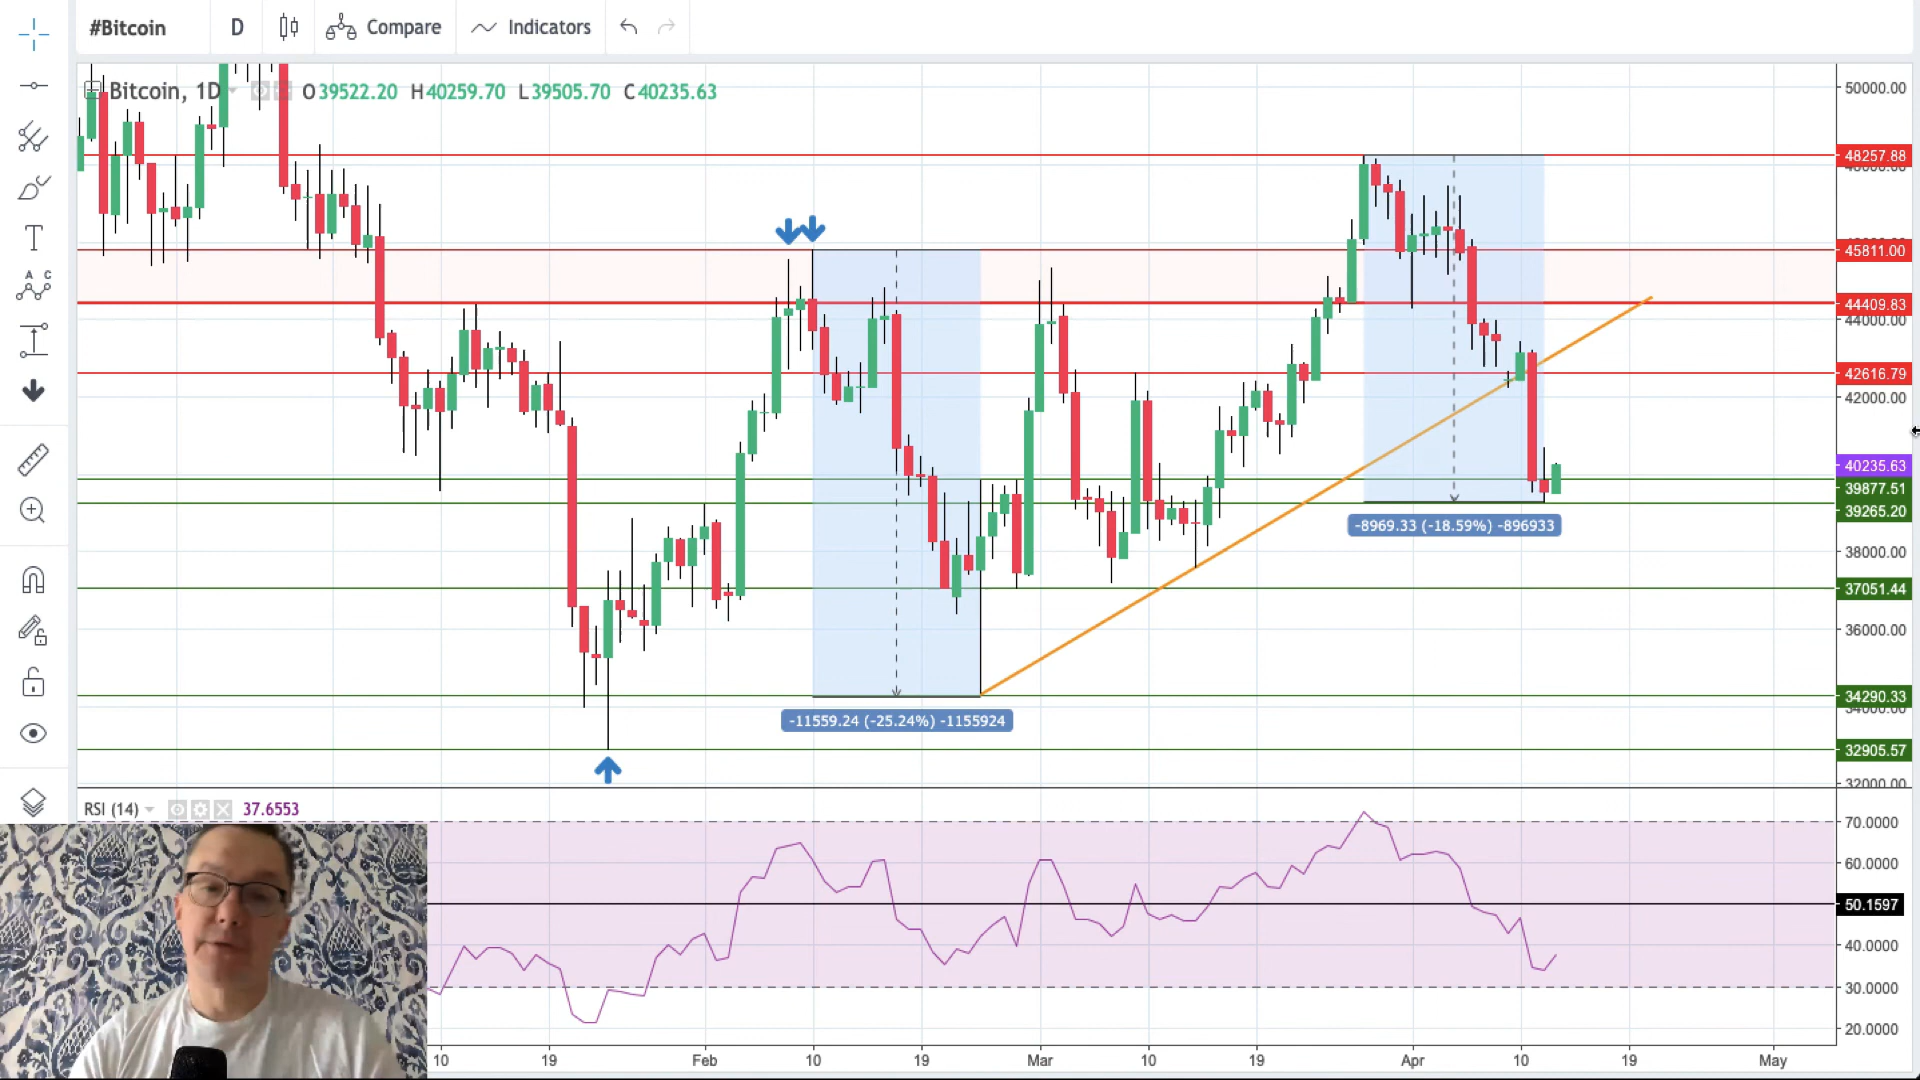 #Bitcoin D Compare Indicators
Bitcoin, 1D O39522.20 H40259.70 L39505.70 C40235.63
T
A C
50000.00
48257.88
45811.00
44409.83
44000.00
42616.79
42000.00
40235.63
39877.51
39265.20
-8969.33 (-18.59%) -896933
38000.00
37051.44
36000.00
34290.33
34000.00
-11559.24 (-25.24%) -1155924
32905.57
32000.00
RSI (14) 37.6553
70.0000
60.0000
50.1597
40.0000
30.0000
20.0000
10 19 Feb 10 19 Mar 10 19 Apr 10 19 May